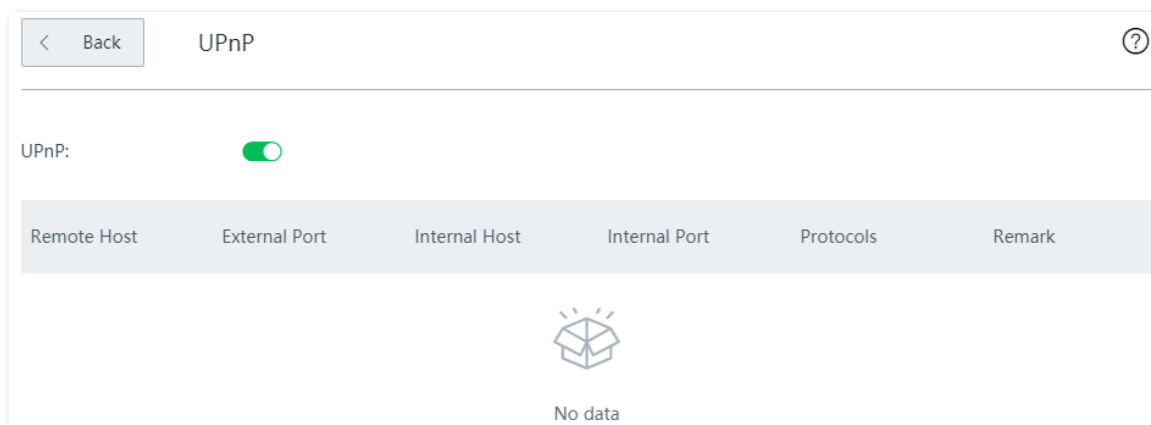 Back UPnP
UPnP:
Remote Host External Port Internal Host Internal Port Protocols Remark
No data